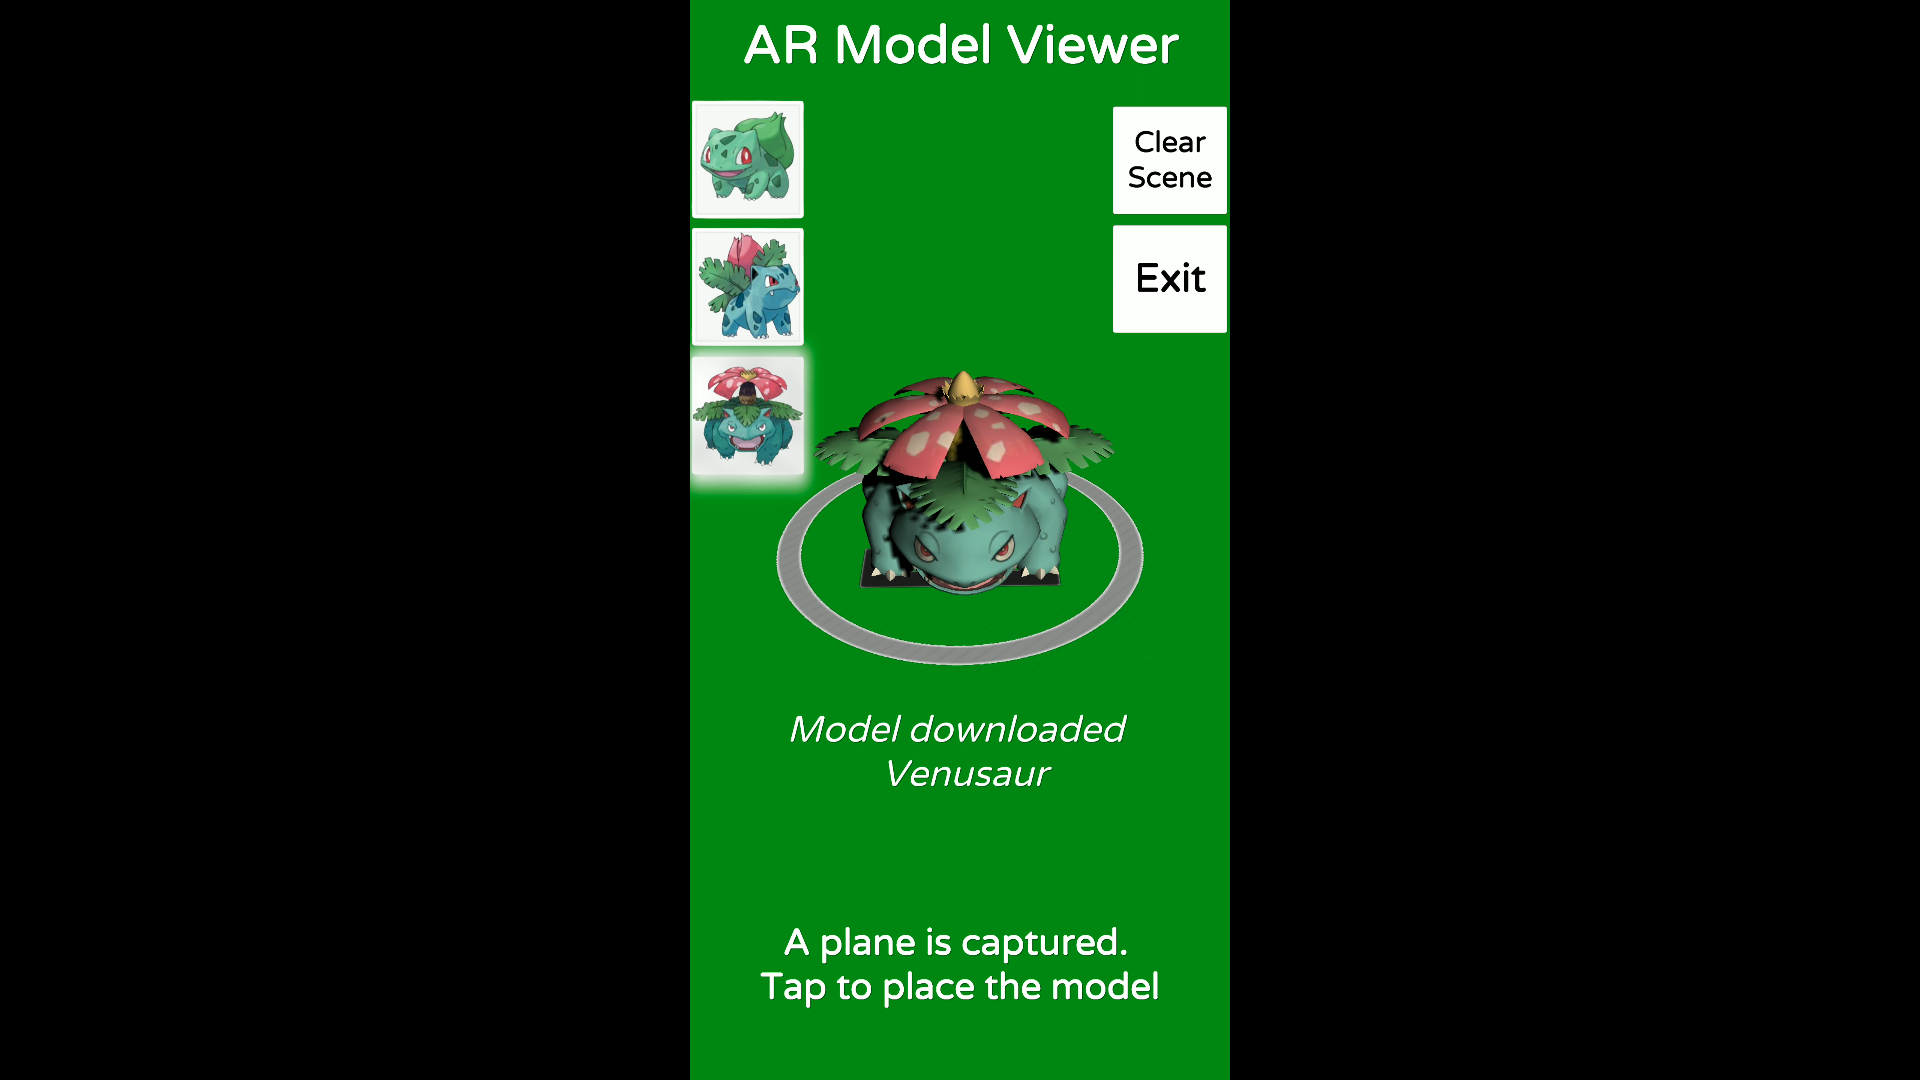 AR Model Viewer
Clear
Scene
Exit
Model downloaded
Venusaur
A plane is captured.
Tap to place the model